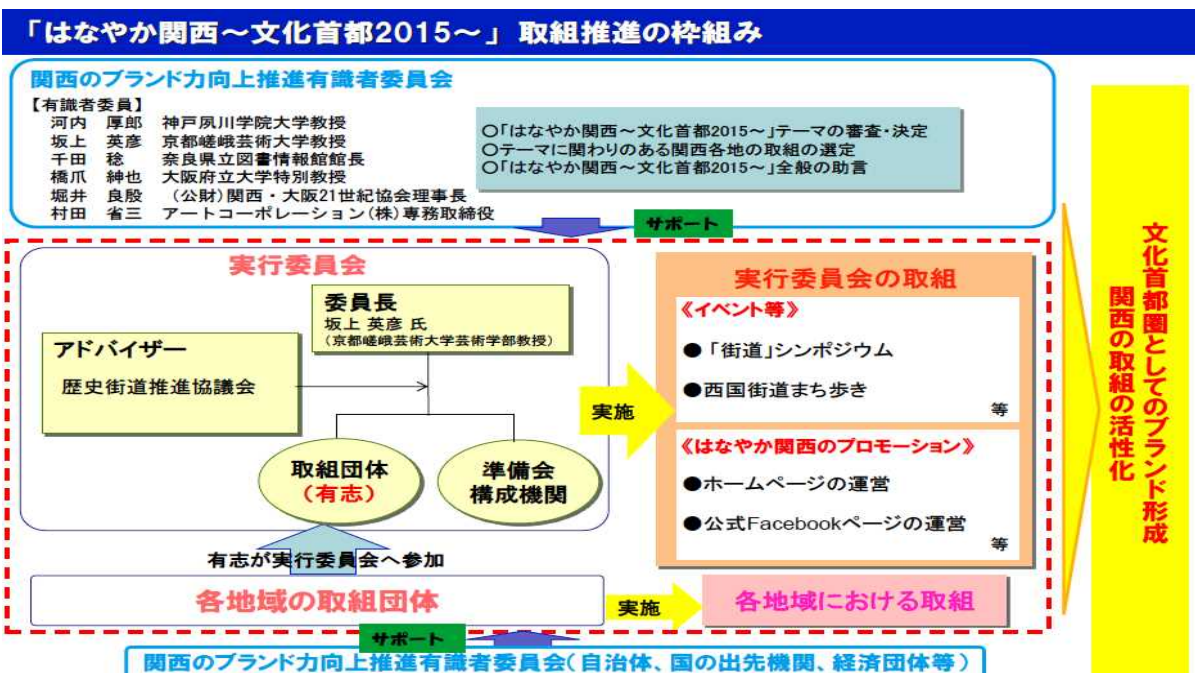 「はなやか関西～文化首都2015～」 取組推進の枠組み
関西のブランド力向上推進有識者委員会
【有識者委員】
河内 厚郎 神戸夙川学院大学教授
坂上 英彦 京都嵯峨芸術大学教授
千田 稔 奈良県立図書情報館館長
橋爪 紳也 大阪府立大学特別教授
堀井 良殷 (公財)関西・大阪21世紀協会理事長
村田 省三 アートコーポレーション(株)専務取締役
○「はなやか関西～文化首都2015～」テーマの審査・決定
○テーマに関わりのある関西各地の取組の選定
○「はなやか関西～文化首都2015～」全般の助言
サポート
実行委員会
委員長
坂上 英彦 氏
(京都嵯峨芸術大学芸術学部教授)
アドバイザー
歴史街道推進協議会
取組団体
(有志)
準備会
構成機関
有志が実行委員会へ参加
各地域の取組団体
実施
実行委員会の取組
《イベント等》
●「街道」シンポジウム
●西国街道まち歩き
等
《はなやか関西のプロモーション》
●ホームページの運営
●公式Facebookページの運営
等
実施
各地域における取組
サポート
関西のブランド力向上推進有識者委員会(自治体、国の出先機関、経済団体等)
文化首都圏としてのブランド形成
関西の取組の活性化